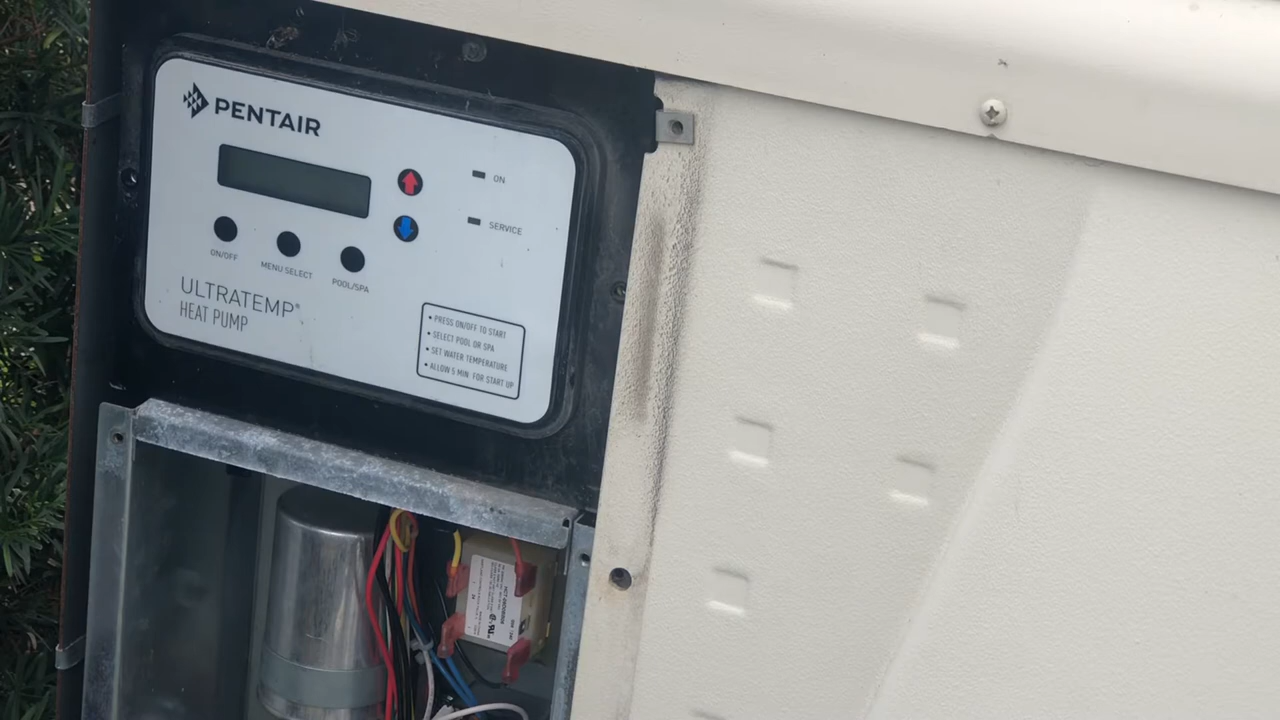 PENTAIR
ON
SERVICE
ON/OFF
MENU SELECT
POOL/SPA
ULTRATEMP®
HEAT PUMP
• PRESS ON/OFF TO START
• SELECT POOL OR SPA
• SET WATER TEMPERATURE
• ALLOW 5 MIN. FOR START UP